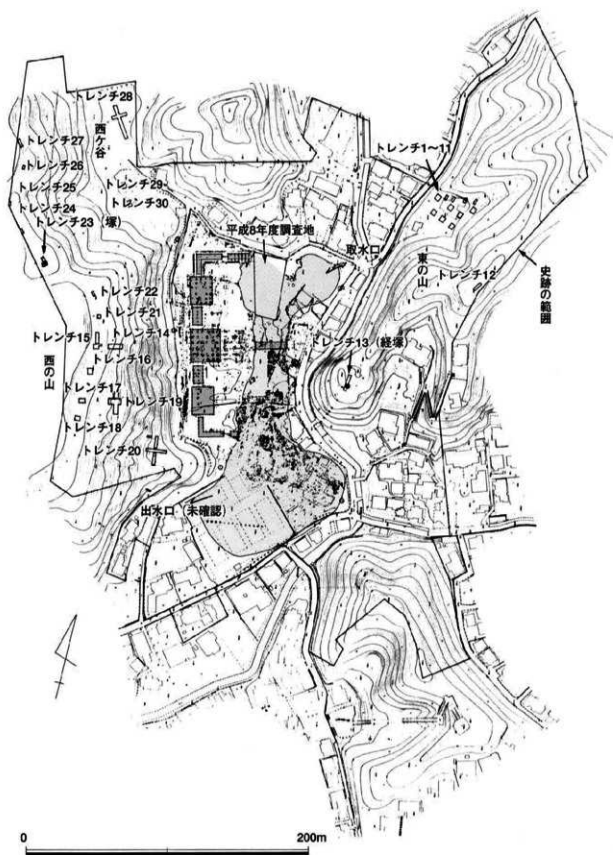 トレンチ28
西ケ谷
トレンチ27
トレンチ26
トレンチ25
トレンチ24
トレンチ23（塚）
トレンチ29
トレンチ30
平成8年度調査地
取水口
トレンチ1〜11
東の山
トレンチ12
史跡の範囲
トレンチ22
トレンチ21
トレンチ15
トレンチ14
トレンチ16
西の山
トレンチ13（経塚）
トレンチ17
トレンチ19
トレンチ18
トレンチ20
出水口（未確認）
0
200m